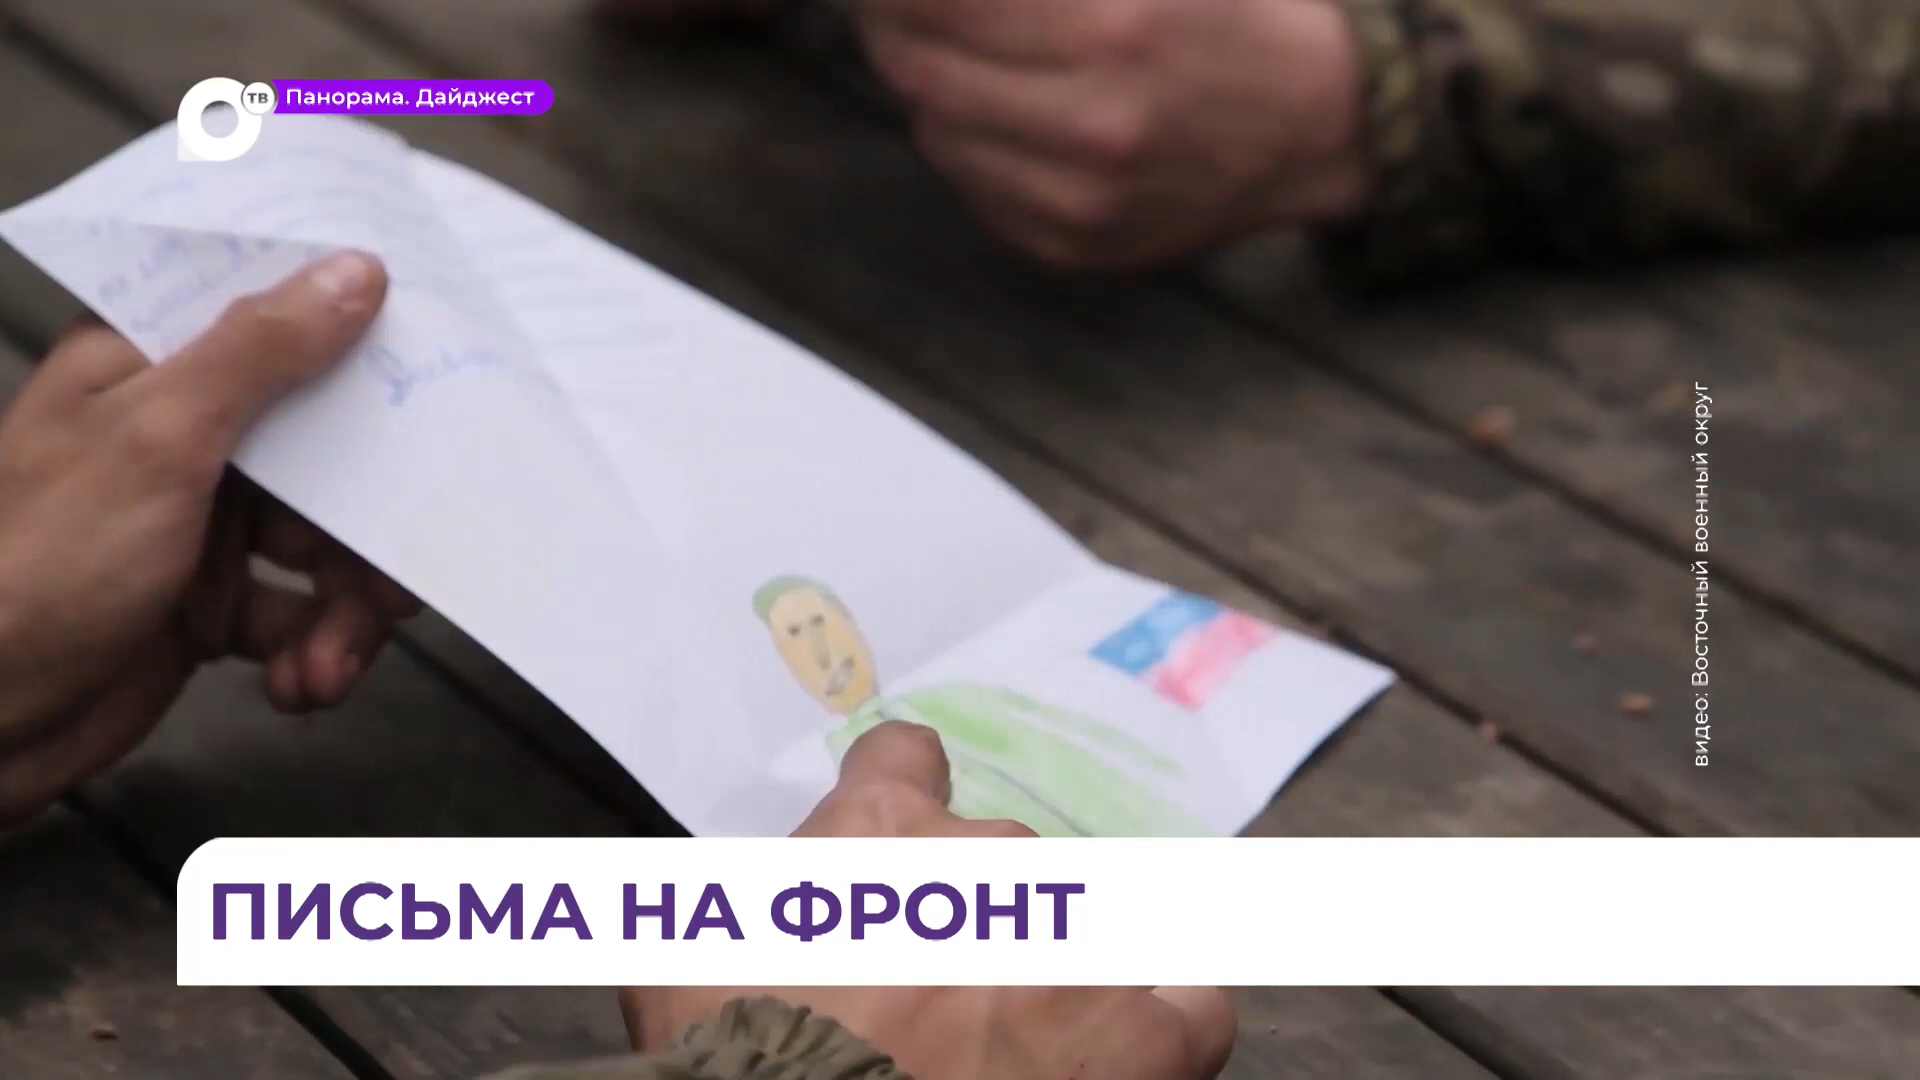 ТВ
Панорама. Дайджест
видео: Восточный военный округ
ПИСЬМА НА ФРОНТ